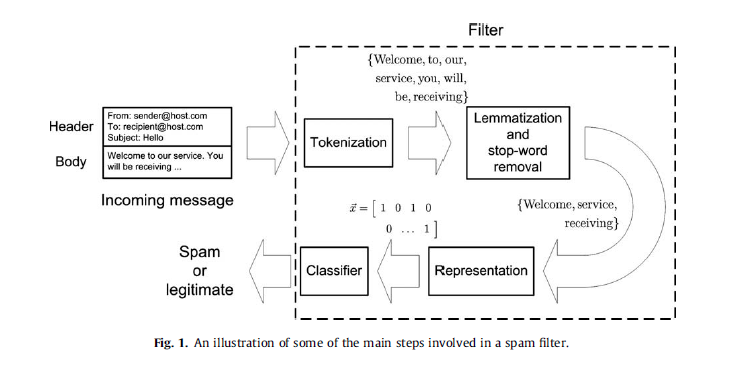 Filter
{Welcome, to, our,
service, you, will,
be, receiving}
Header
From: sender@host.com
To: recipient@host.com
Subject: Hello
Body
Welcome to our service. You
will be receiving ...
Incoming message
Tokenization
Lemmatization
and
stop-word
removal
{Welcome, service,
receiving}
x⃗ = [ 1 0 1 0
0 ... 1 ]
Representation
Classifier
Spam
or
legitimate
Fig. 1. An illustration of some of the main steps involved in a spam filter.